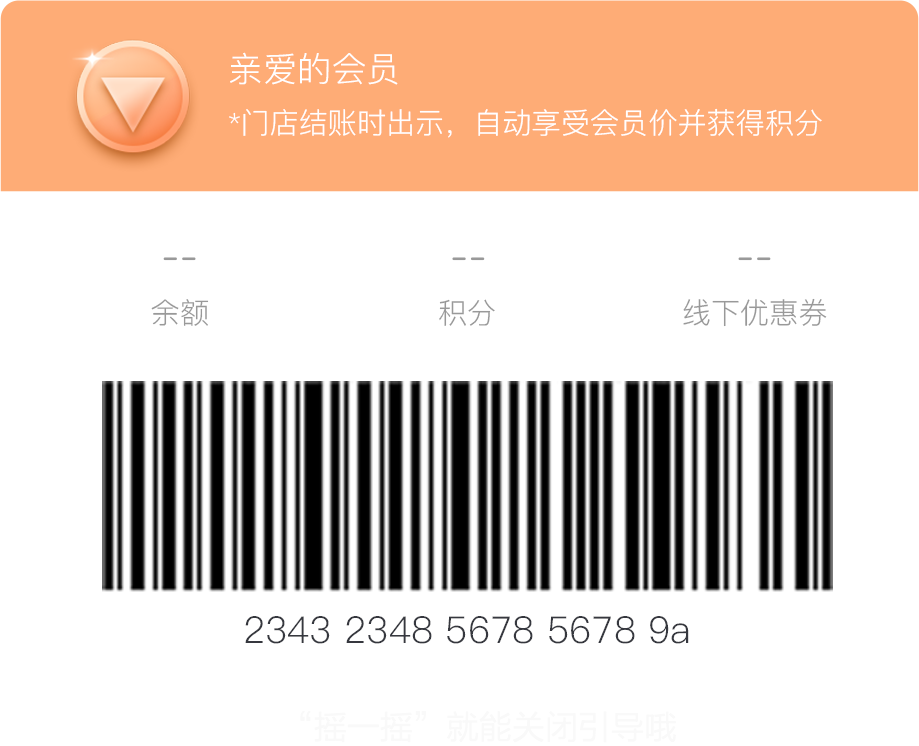 亲爱的会员
*门店结账时出示，自动享受会员价并获得积分
-- -- --
余额 积分 线下优惠券
2343 2348 5678 5678 9a
“摇一摇”就能关闭引导哦